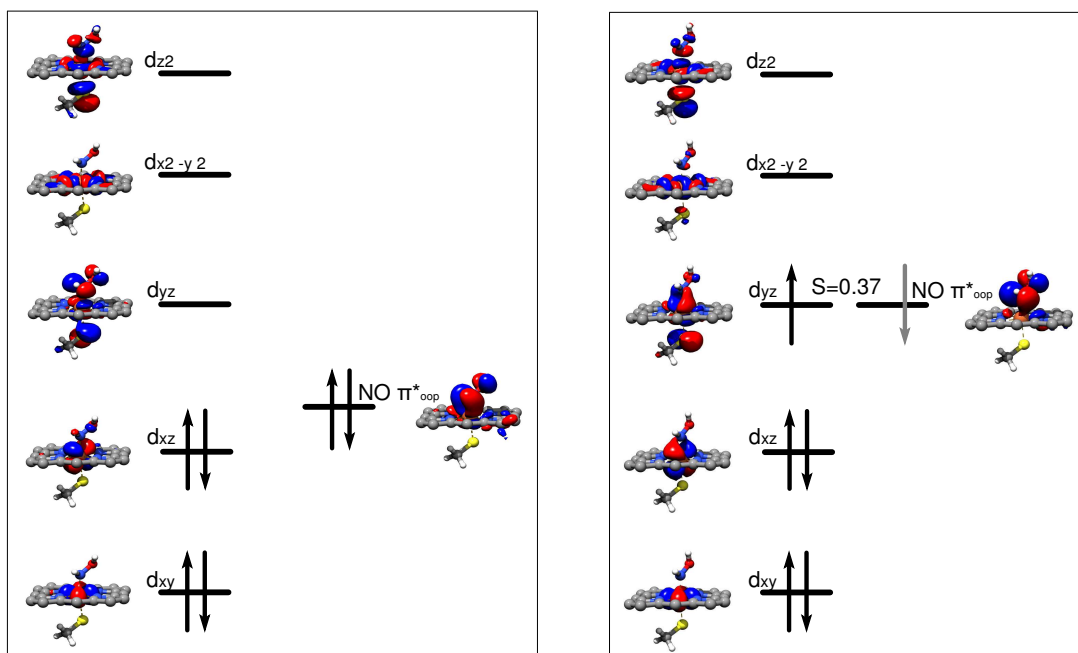 dz2
dx2 -y 2
dyz
NO π*oop
dxz
dxy
dz2
dx2 -y 2
dyz S=0.37 NO π*oop
dxz
dxy